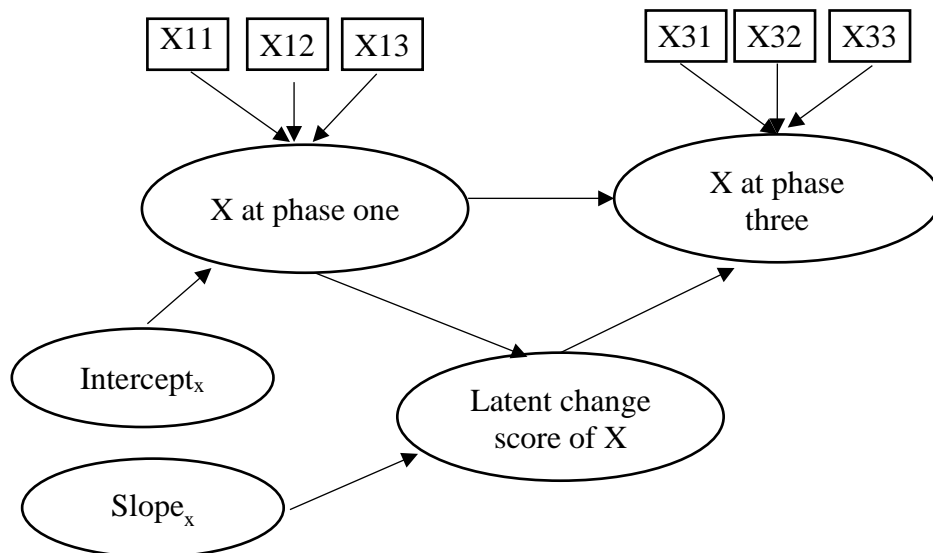 X11 X12 X13
X31 X32 X33
X at phase one
X at phase
three
Interceptₓ
Latent change
score of X
Slopeₓ